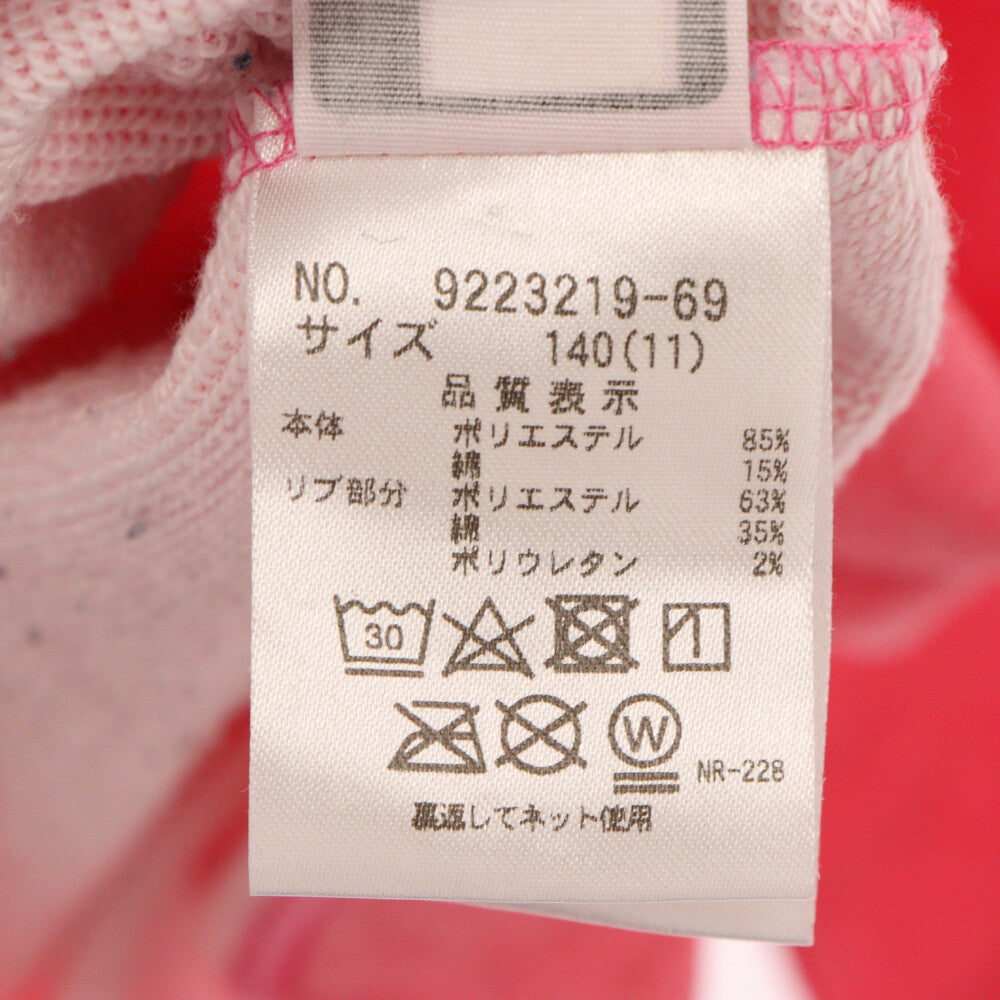 NO. 9223219-69
サイズ 140(11)
品質表示
本体 ポリエステル 85%
綿 15%
リブ部分 ポリエステル 63%
綿 35%
ポリウレタン 2%
30
W NR-228
裏返してネット使用